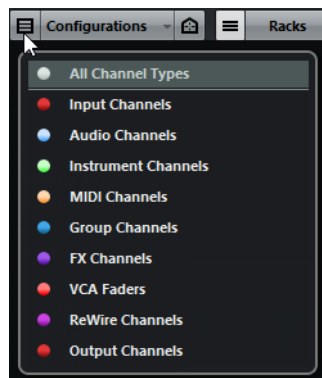 Configurations Racks
All Channel Types
Input Channels
Audio Channels
Instrument Channels
MIDI Channels
Group Channels
FX Channels
VCA Faders
ReWire Channels
Output Channels